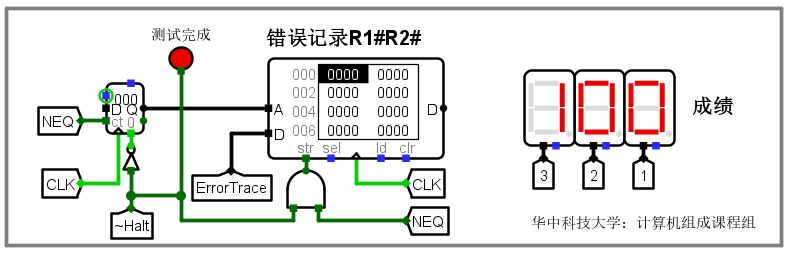 测试完成
错误记录R1#R2#
000
D Q
ct 0
NEQ
CLK
~Halt
ErrorTrace
A
D
000 0000 0000
002 0000 0000
004 0000 0000
006 0000 0000
D
str sel ld clr
CLK
NEQ
100
成绩
3 2 1
华中科技大学：计算机组成课程组